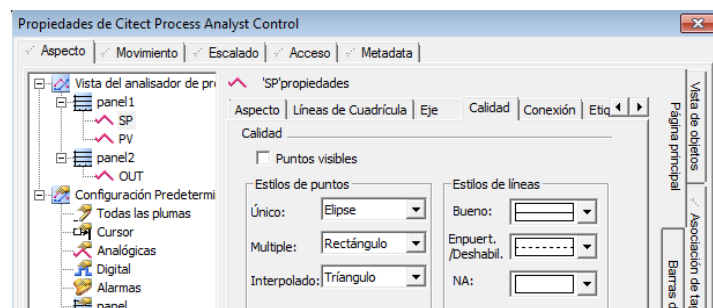 Propiedades de Citect Process Analyst Control
Aspecto Movimiento Escalado Acceso Metadata
Vista del analisador de pr
panel1
SP
PV
panel2
OUT
Configuración Predetermi
Todas las plumas
Cursor
Analógicas
Digital
Alarmas
panel
'SP'propiedades
Aspecto Líneas de Cuadrícula Eje Calidad Conexión Etiq
Calidad
Puntos visibles
Estilos de puntos
Único: Elipse
Multiple: Rectángulo
Interpolado: Tríangulo
Estilos de líneas
Bueno:
Enpuert.
/Deshabil.
NA:
Página principal
Barras d
Vista de objetos
Asociación de ta